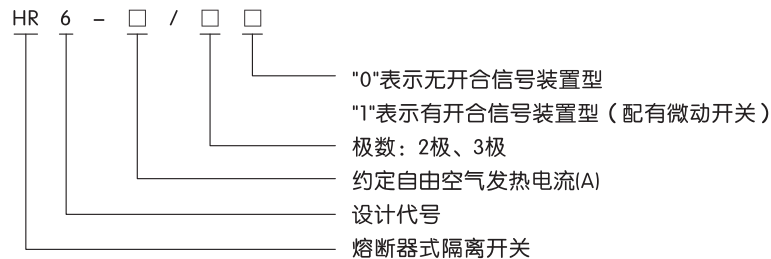 HR 6 - □ / □ □
"0"表示无开合信号装置型
"1"表示有开合信号装置型（配有微动开关）
极数：2极、3极
约定自由空气发热电流(A)
设计代号
熔断器式隔离开关